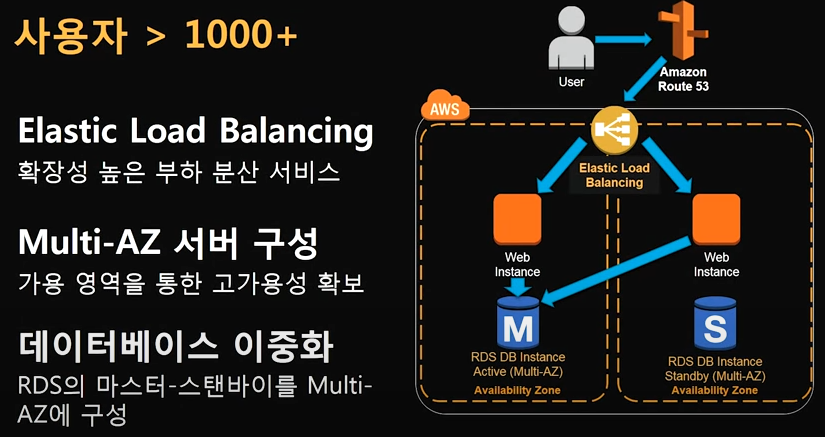 사용자 > 1000+
Elastic Load Balancing
확장성 높은 부하 분산 서비스
Multi-AZ 서버 구성
가용 영역을 통한 고가용성 확보
데이터베이스 이중화
RDS의 마스터-스탠바이를 Multi-
AZ에 구성
User
Amazon
Route 53
AWS
Elastic Load
Balancing
Web
Instance
Web
Instance
M
RDS DB Instance
Active (Multi-AZ)
Availability Zone
S
RDS DB Instance
Standby (Multi-AZ)
Availability Zone